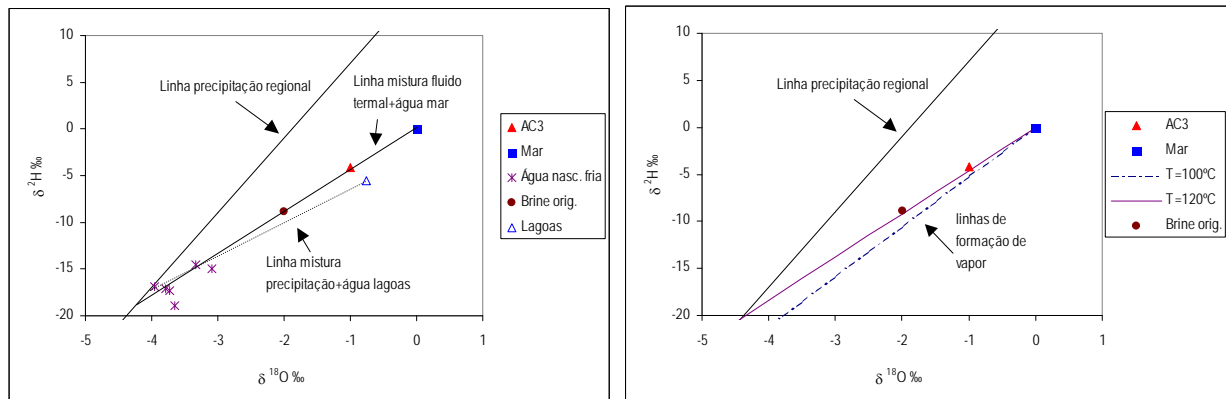 10
5
0
-5
-10
-15
-20
δ ²H ‰
-5
-4
-3
-2
-1
0
1
δ ¹⁸O ‰
Linha precipitação regional
Linha mistura fluido
termal+água mar
Linha mistura
precipitação+água lagoas
AC3
Mar
Água nasc. fria
Brine orig.
Lagoas
10
5
0
-5
-10
-15
-20
δ ²H ‰
-5
-4
-3
-2
-1
0
1
δ ¹⁸O ‰
Linha precipitação regional
linhas de
formação de
vapor
AC3
Mar
T=100ºC
T=120ºC
Brine orig.